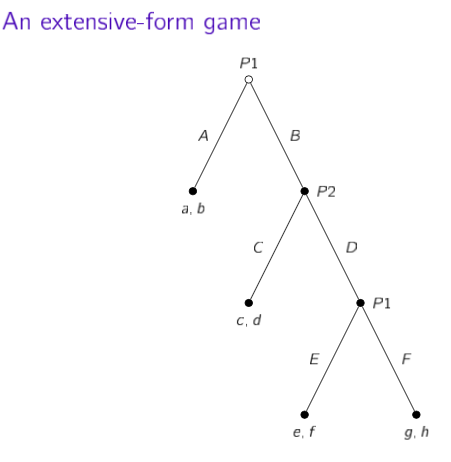 An extensive-form game
P1
A B
a, b
P2
C D
c, d
P1
E F
e, f g, h